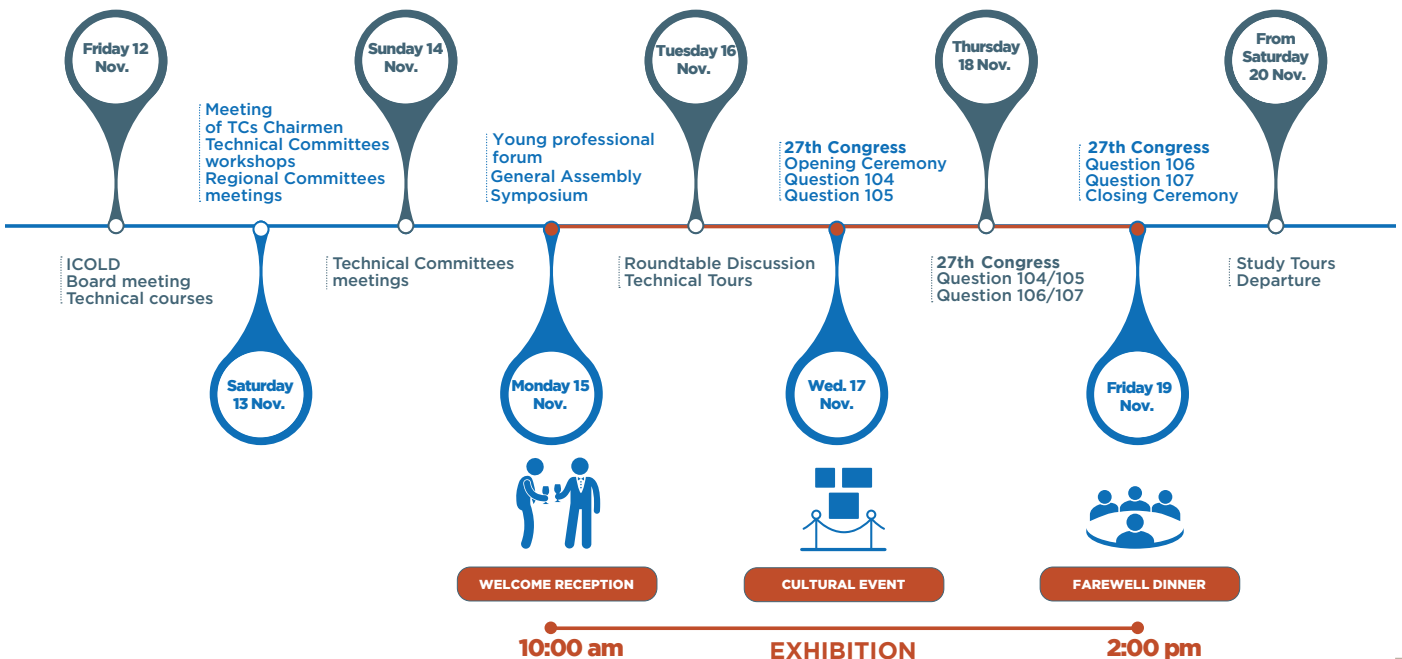 Friday 12
Nov.
ICOLD
Board meeting
Technical courses
Meeting
of TCs Chairmen
Technical Committees
workshops
Regional Committees
meetings
Saturday
13 Nov.
Sunday 14
Nov.
Technical Committees
meetings
Young professional
forum
General Assembly
Symposium
Monday 15
Nov.
Tuesday 16
Nov.
Roundtable Discussion
Technical Tours
27th Congress
Opening Ceremony
Question 104
Question 105
Wed. 17
Nov.
Thursday
18 Nov.
27th Congress
Question 104/105
Question 106/107
27th Congress
Question 106
Question 107
Closing Ceremony
Friday 19
Nov.
From
Saturday
20 Nov.
Study Tours
Departure
WELCOME RECEPTION
CULTURAL EVENT
FAREWELL DINNER
10:00 am
EXHIBITION
2:00 pm